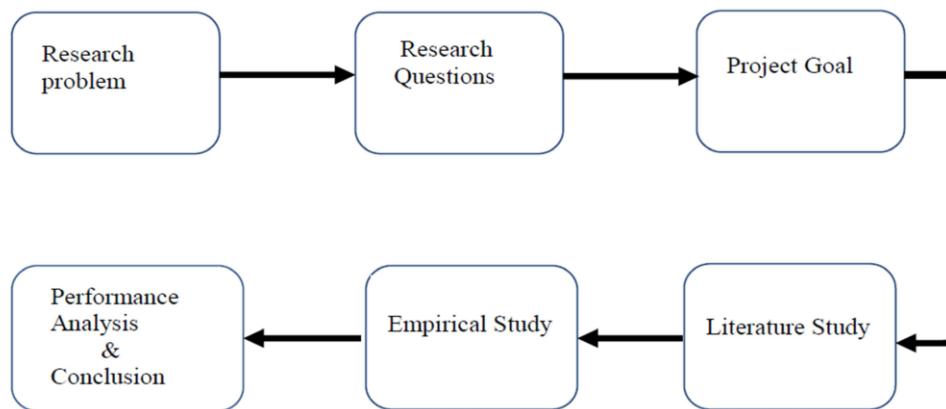 Research
problem
Research
Questions
Project Goal
Literature Study
Empirical Study
Performance
Analysis
&
Conclusion